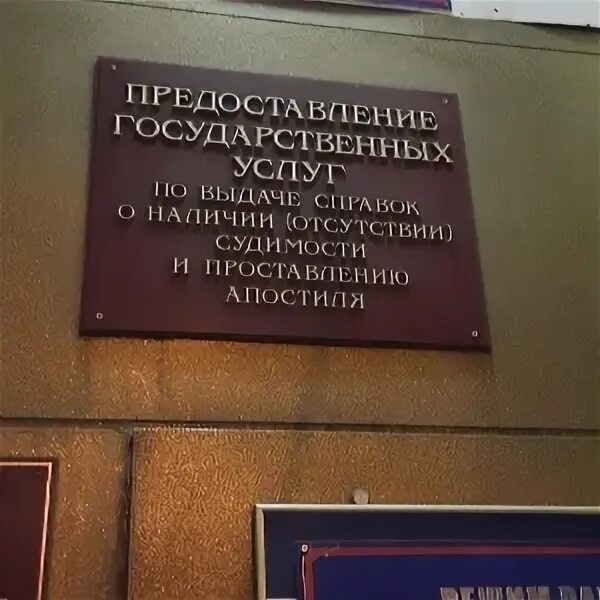 ПРЕДОСТАВЛЕНИЕ
ГОСУДАРСТВЕННЫХ
УСЛУГ
ПО ВЫДАЧЕ СПРАВОК
О НАЛИЧИИ (ОТСУТСТВИИ)
СУДИМОСТИ
И ПРОСТАВЛЕНИЮ
АПОСТИЛЯ